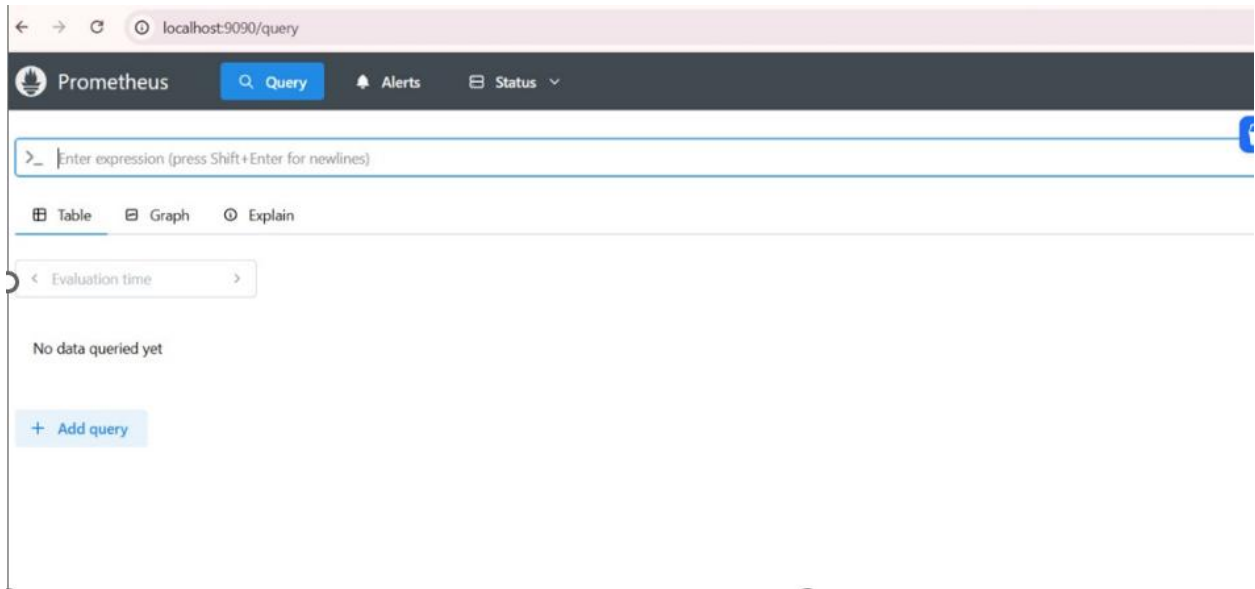 localhost:9090/query
Prometheus Query Alerts Status
>_ Enter expression (press Shift+Enter for newlines)
Table Graph Explain
< Evaluation time >
No data queried yet
+ Add query